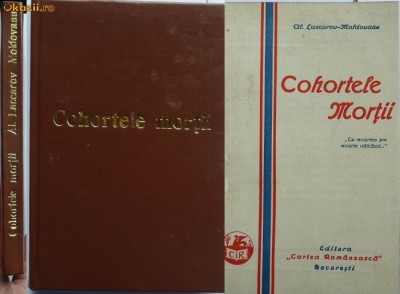 okazii.ro
Cohortele morții Al. Lascarov Moldovanu
Cohortele morții
Al. Lascarov-Moldovanu
Cohortele
Morții
„Cu moartea pre
moarte călcând..."
CR
Editura
„Cartea Românească"
București